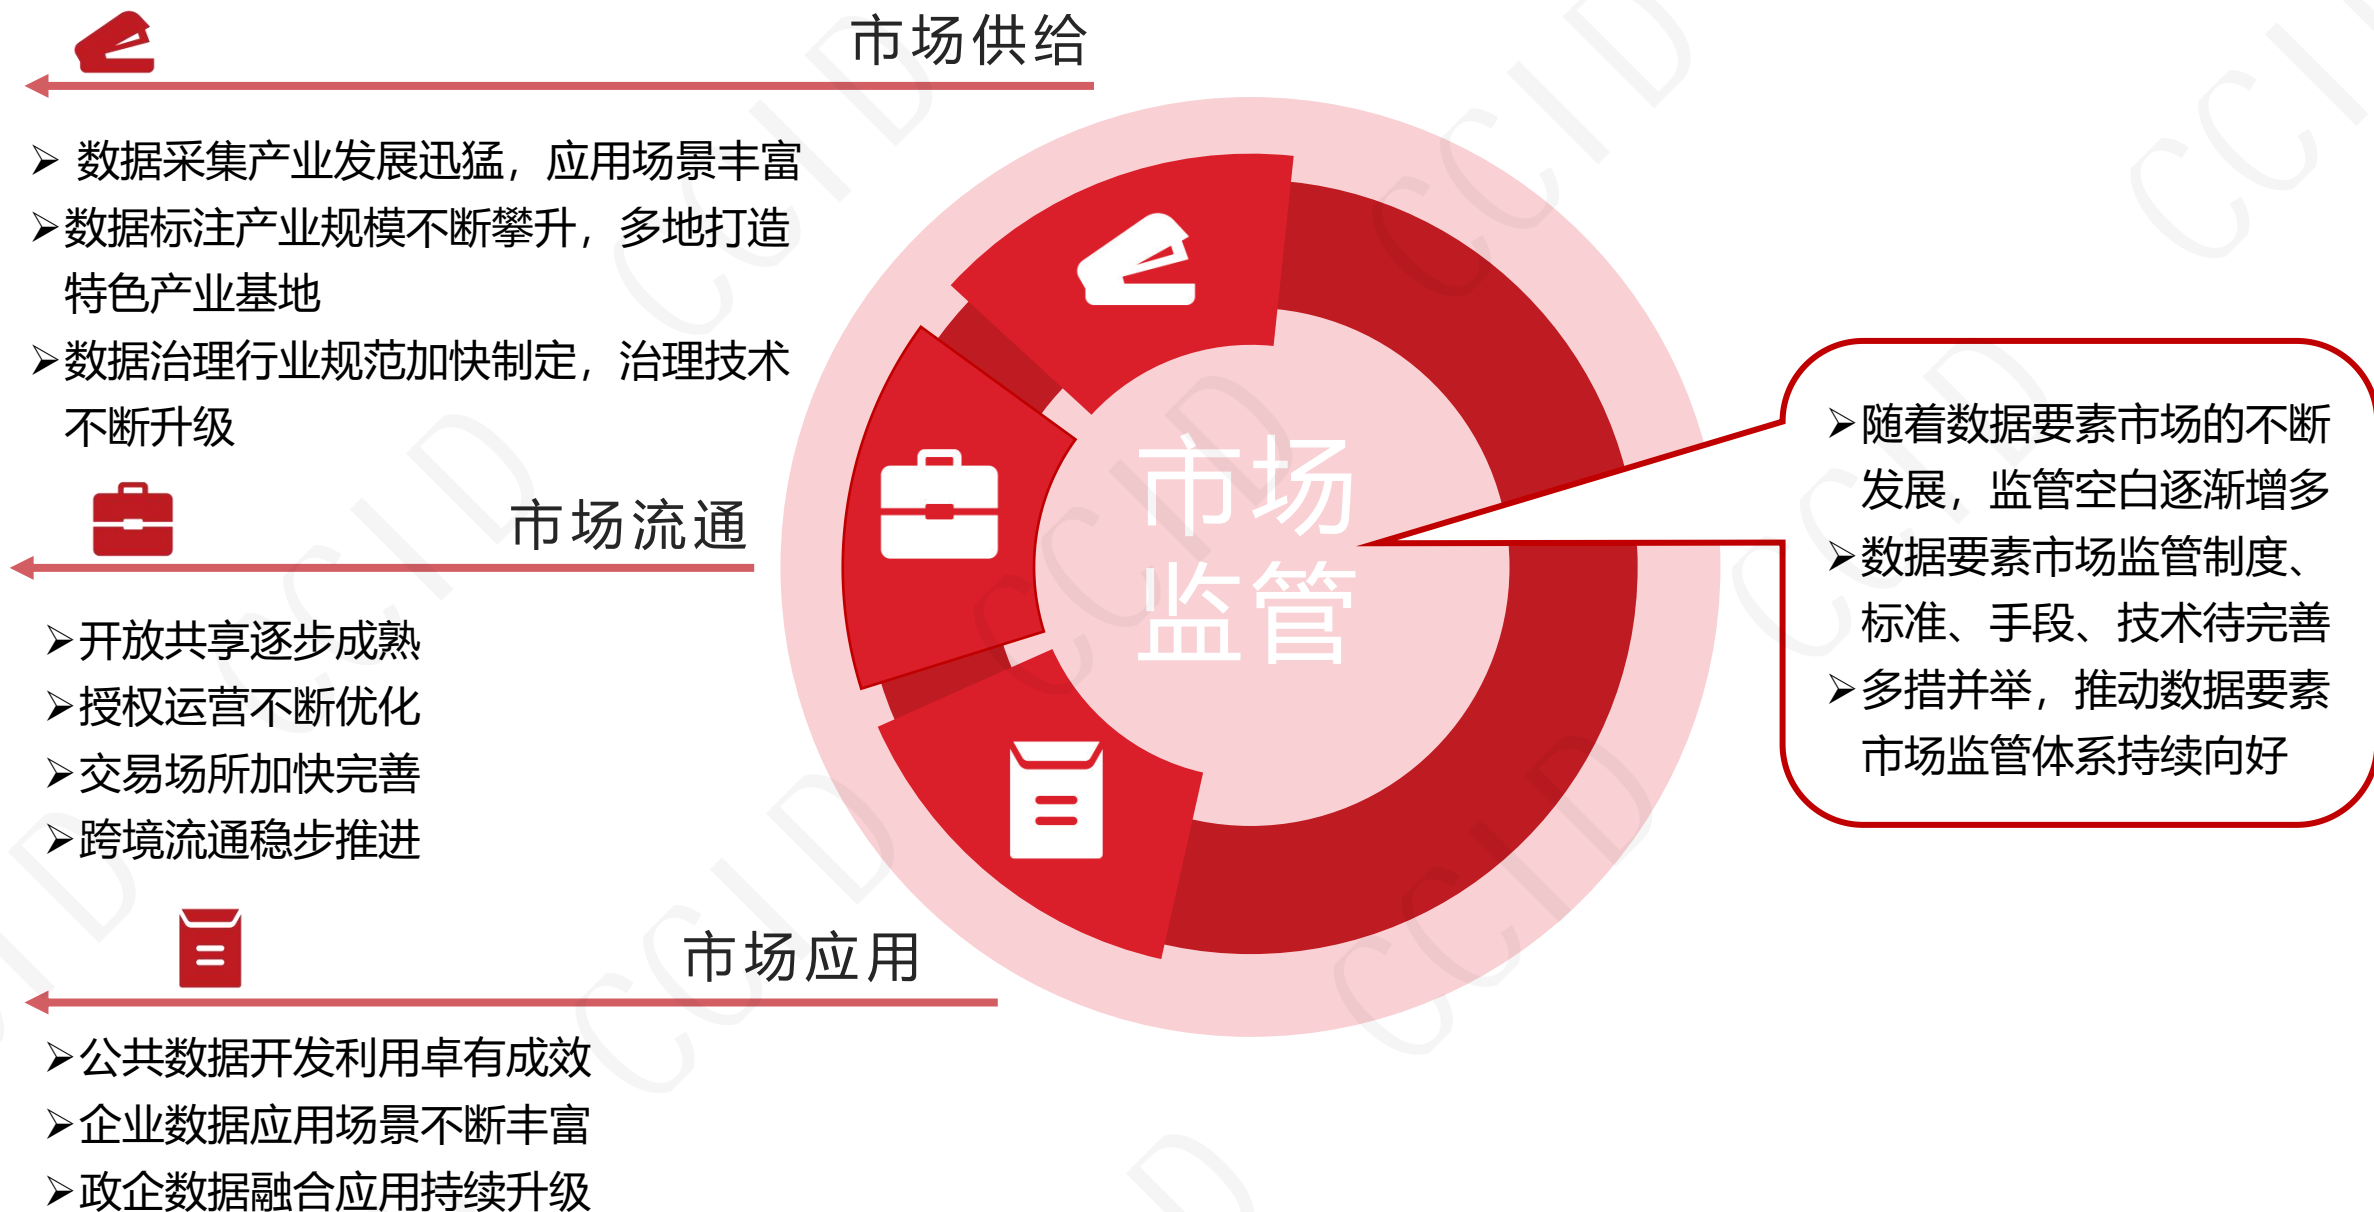 市场供给
➢ 数据采集产业发展迅猛，应用场景丰富
➢数据标注产业规模不断攀升，多地打造
特色产业基地
➢数据治理行业规范加快制定，治理技术
不断升级
市场流通
➢开放共享逐步成熟
➢授权运营不断优化
➢交易场所加快完善
➢跨境流通稳步推进
市场应用
➢公共数据开发利用卓有成效
➢企业数据应用场景不断丰富
➢政企数据融合应用持续升级
市场
监管
➢随着数据要素市场的不断
发展，监管空白逐渐增多
➢数据要素市场监管制度、
标准、手段、技术待完善
➢多措并举，推动数据要素
市场监管体系持续向好
CCID
CCID
CCID
CCID
CCID
CCID
CCID
CCID